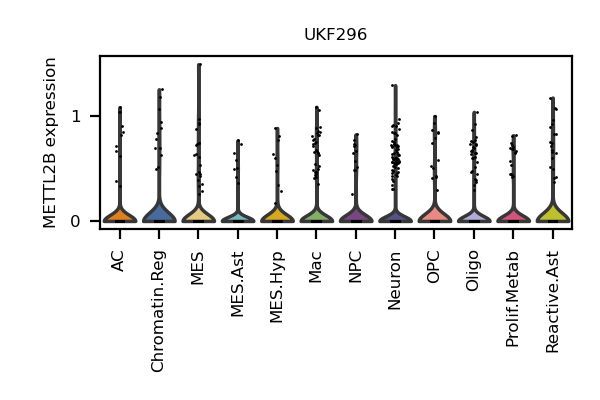 UKF296
METTL2B expression
1
0
AC
Chromatin.Reg
MES
MES.Ast
MES.Hyp
Mac
NPC
Neuron
OPC
Oligo
Prolif.Metab
Reactive.Ast